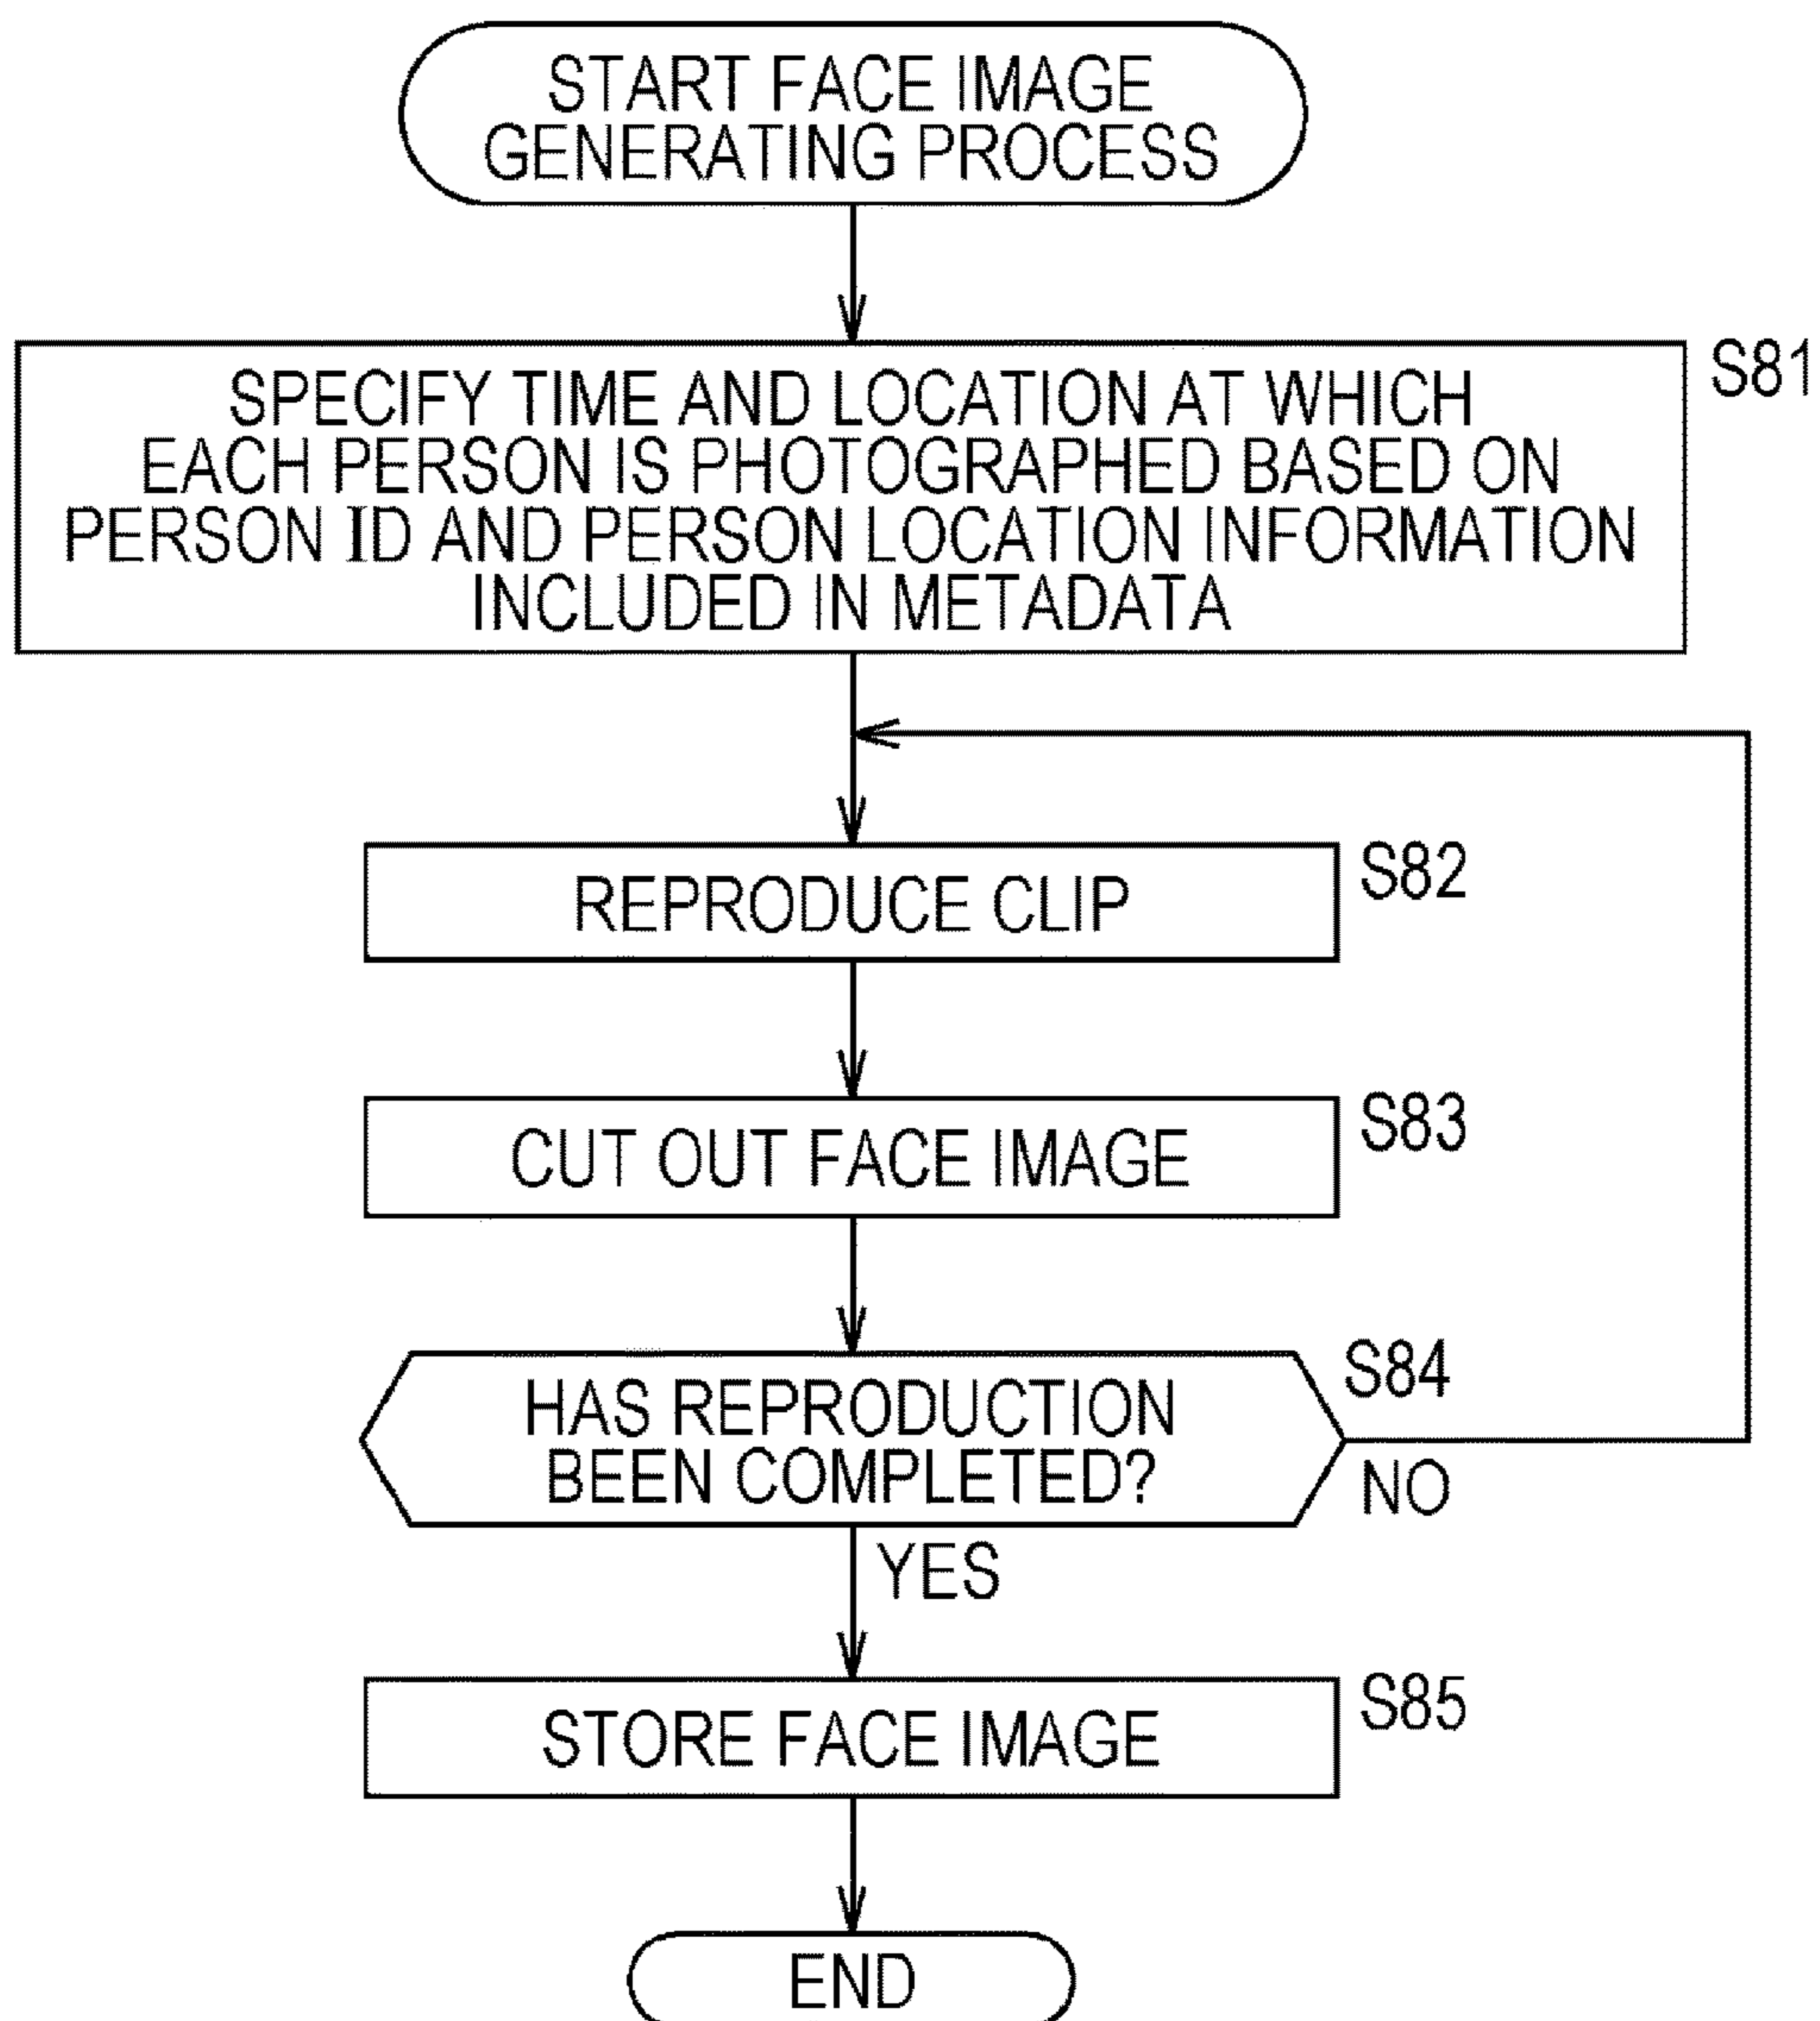 START FACE IMAGE
GENERATING PROCESS
SPECIFY TIME AND LOCATION AT WHICH
EACH PERSON IS PHOTOGRAPHED BASED ON
PERSON ID AND PERSON LOCATION INFORMATION
INCLUDED IN METADATA
S81
REPRODUCE CLIP
S82
CUT OUT FACE IMAGE
S83
HAS REPRODUCTION
BEEN COMPLETED?
S84
NO
YES
STORE FACE IMAGE
S85
END